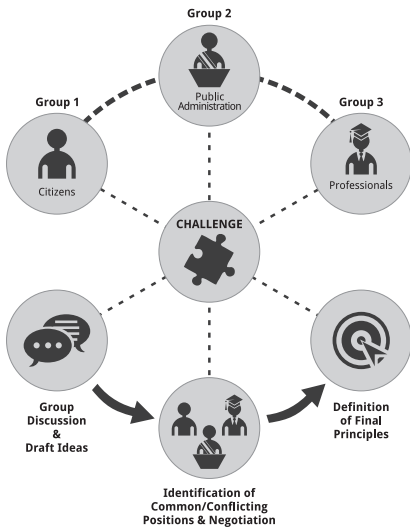 Group 2
Public
Administration
Group 1
Citizens
Group 3
Professionals
CHALLENGE
Group
Discussion
&
Draft Ideas
Identification of
Common/Conflicting
Positions & Negotiation
Definition
of Final
Principles